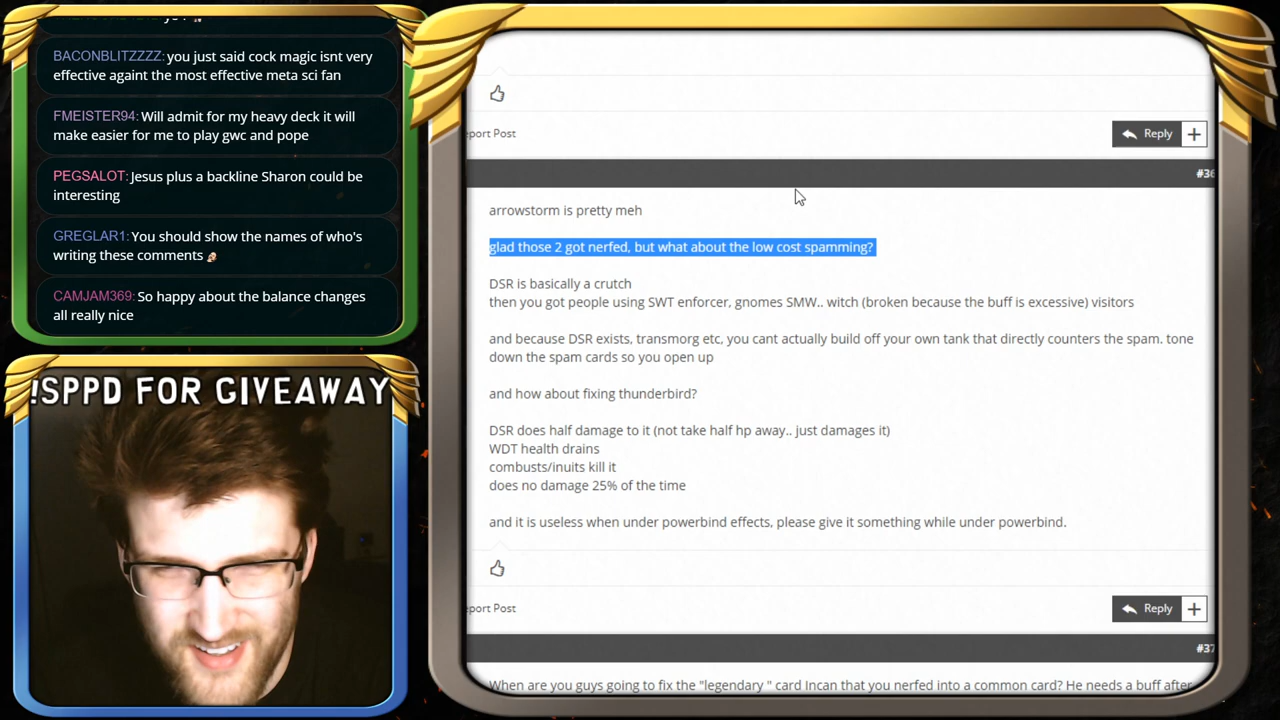 BACONBLITZZZZ: you just said cock magic isnt very
effective againt the most effective meta sci fan
FMEISTER94: Will admit for my heavy deck it will
make easier for me to play gwc and pope
PEGSALOT: Jesus plus a backline Sharon could be
interesting
GREGLAR1: You should show the names of who's
writing these comments
CAMJAM369: So happy about the balance changes
all really nice
!SPPD FOR GIVEAWAY
port Post
Reply +
#36
arrowstorm is pretty meh
glad those 2 got nerfed, but what about the low cost spamming?
DSR is basically a crutch
then you got people using SWT enforcer, gnomes SMW.. witch (broken because the buff is excessive) visitors
and because DSR exists, transmorg etc, you cant actually build off your own tank that directly counters the spam. tone
down the spam cards so you open up
and how about fixing thunderbird?
DSR does half damage to it (not take half hp away.. just damages it)
WDT health drains
combusts/inuits kill it
does no damage 25% of the time
and it is useless when under powerbind effects, please give it something while under powerbind.
port Post
Reply +
#37
When are you guys going to fix the "legendary " card Incan that you nerfed into a common card? He needs a buff after